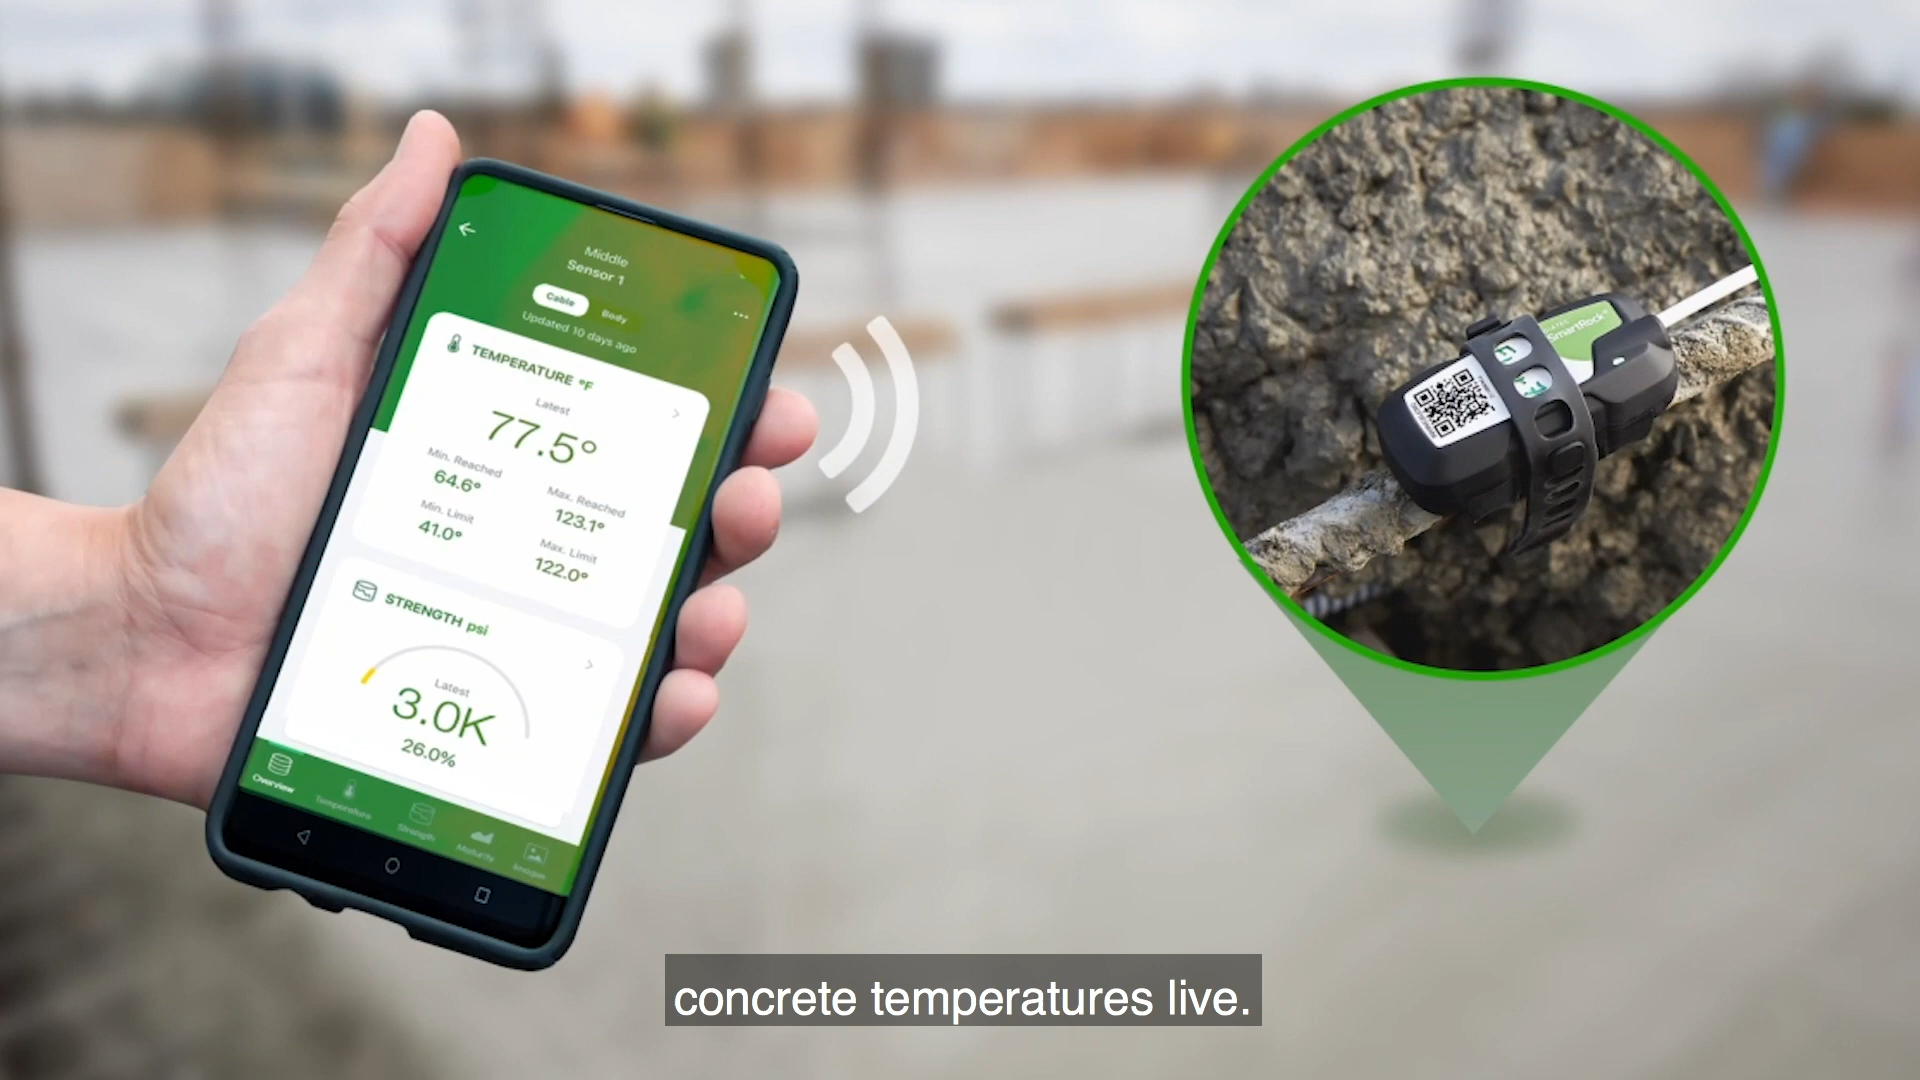 Middle
Sensor 1
Cable
Body
Updated 10 days ago
TEMPERATURE °F
Latest
77.5°
Min. Reached
64.6°
Max. Reached
123.1°
Min. Limit
41.0°
Max. Limit
122.0°
STRENGTH psi
Latest
3.0K
26.0%
Overview
Temperature
Strength
Maturity
Images
SmartRock
concrete temperatures live.